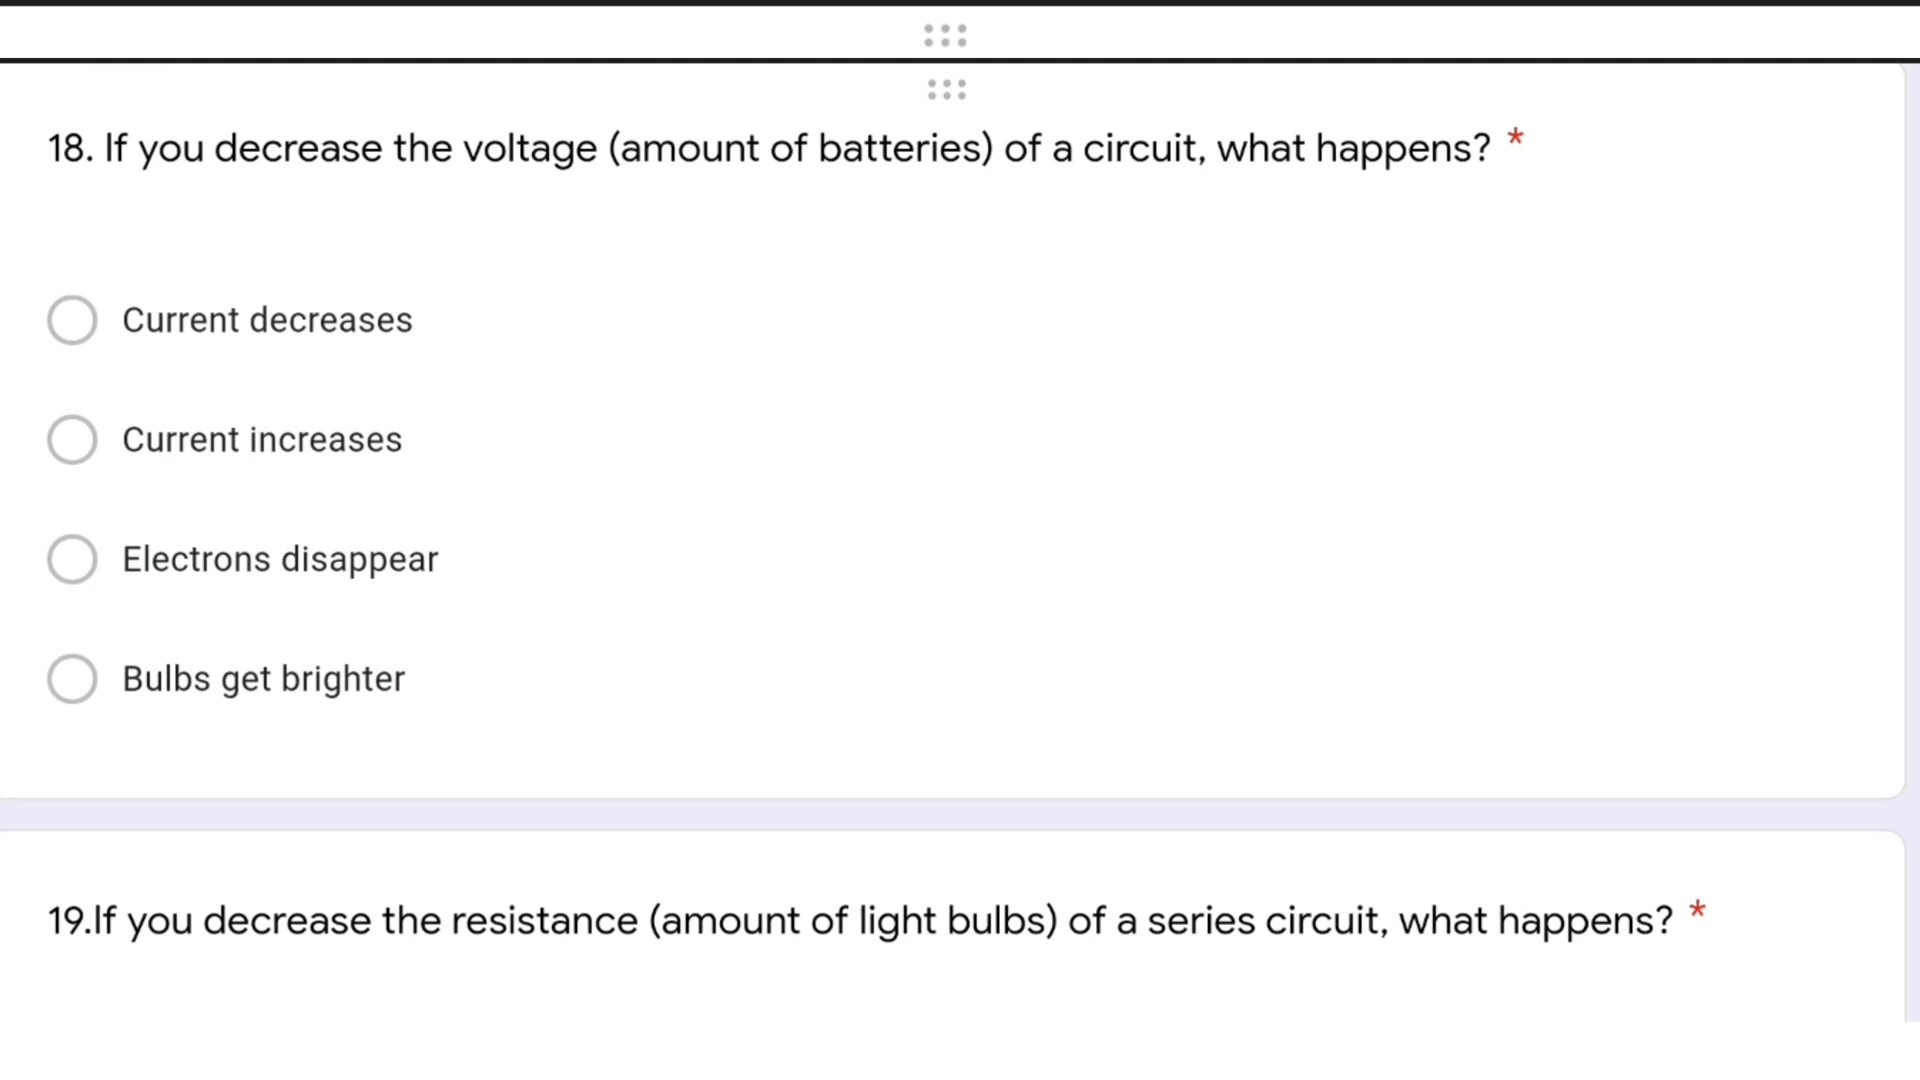 18. If you decrease the voltage (amount of batteries) of a circuit, what happens? *
Current decreases
Current increases
Electrons disappear
Bulbs get brighter
19.If you decrease the resistance (amount of light bulbs) of a series circuit, what happens? *